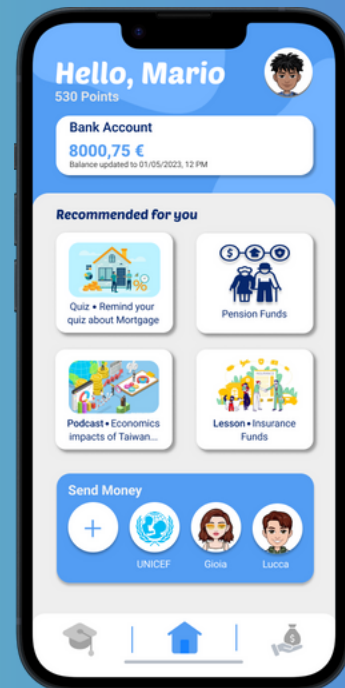 Hello, Mario
530 Points
Bank Account
8000,75 €
Balance updated to 01/05/2023, 12 PM
Recommended for you
Quiz • Remind your
quiz about Mortgage
Pension Funds
Podcast • Economics
impacts of Taiwan...
Lesson • Insurance
Funds
Send Money
UNICEF
Gioia
Lucca